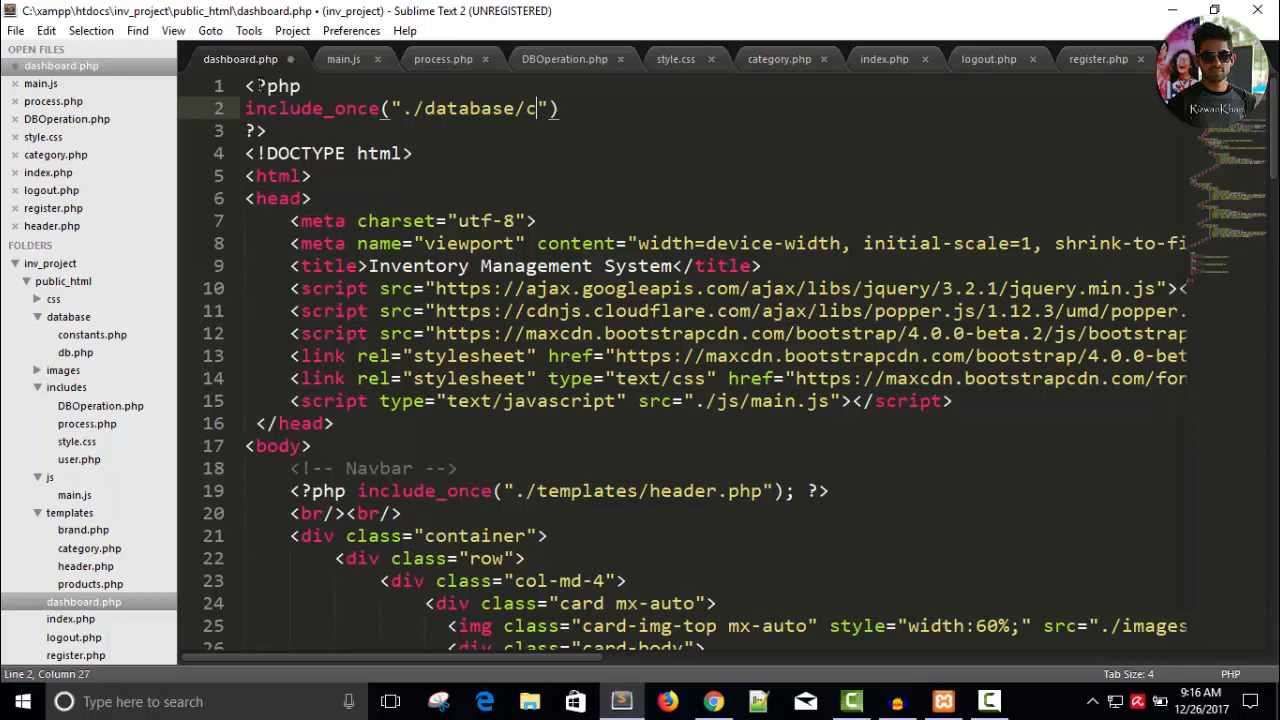 C:\xampp\htdocs\inv_project\public_html\dashboard.php • (inv_project) - Sublime Text 2 (UNREGISTERED)
File Edit Selection Find View Goto Tools Project Preferences Help
OPEN FILES
dashboard.php
main.js
process.php
DBOperation.php
style.css
category.php
index.php
logout.php
register.php
header.php
FOLDERS
inv_project
public_html
css
database
constants.php
db.php
images
includes
DBOperation.php
process.php
style.css
user.php
js
main.js
templates
brand.php
category.php
header.php
products.php
dashboard.php
index.php
logout.php
register.php
dashboard.php main.js process.php DBOperation.php style.css category.php index.php logout.php register.php
RizwanKhan
1 <?php
2 include_once("./database/c")
3 ?>
4 <!DOCTYPE html>
5 <html>
6 <head>
7 <meta charset="utf-8">
8 <meta name="viewport" content="width=device-width, initial-scale=1, shrink-to-fi
9 <title>Inventory Management System</title>
10 <script src="https://ajax.googleapis.com/ajax/libs/jquery/3.2.1/jquery.min.js"><
11 <script src="https://cdnjs.cloudflare.com/ajax/libs/popper.js/1.12.3/umd/popper.
12 <script src="https://maxcdn.bootstrapcdn.com/bootstrap/4.0.0-beta.2/js/bootstrap
13 <link rel="stylesheet" href="https://maxcdn.bootstrapcdn.com/bootstrap/4.0.0-bet
14 <link rel="stylesheet" type="text/css" href="https://maxcdn.bootstrapcdn.com/fon
15 <script type="text/javascript" src="./js/main.js"></script>
16 </head>
17 <body>
18 <!-- Navbar -->
19 <?php include_once("./templates/header.php"); ?>
20 <br/><br/>
21 <div class="container">
22 <div class="row">
23 <div class="col-md-4">
24 <div class="card mx-auto">
25 <img class="card-img-top mx-auto" style="width:60%;" src="./images
26 <div class="card-body">
Line 2, Column 27 Tab Size: 4 PHP
Type here to search
9:16 AM
12/26/2017